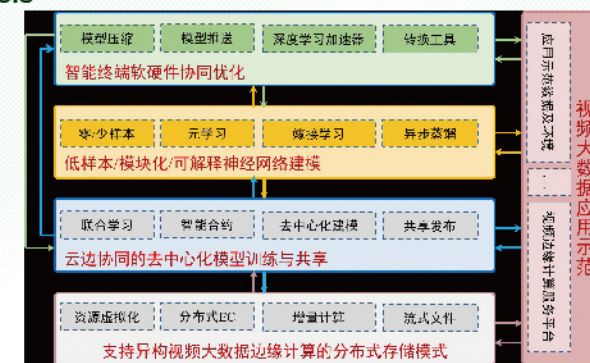 模型压缩 模型推送 深度学习加速器 转换工具
智能终端软硬件协同优化
零/少样本 元学习 嫁接学习 异步蒸馏
低样本/模块化/可解释神经网络建模
联合学习 智能合约 去中心化建模 共享发布
云边协同的去中心化模型训练与共享
资源虚拟化 分布式EC 增量计算 流式文件
支持异构视频大数据边缘计算的分布式存储模式
应用示范数据及环境
...
视频边缘计算服务平台
视频大数据应用示范